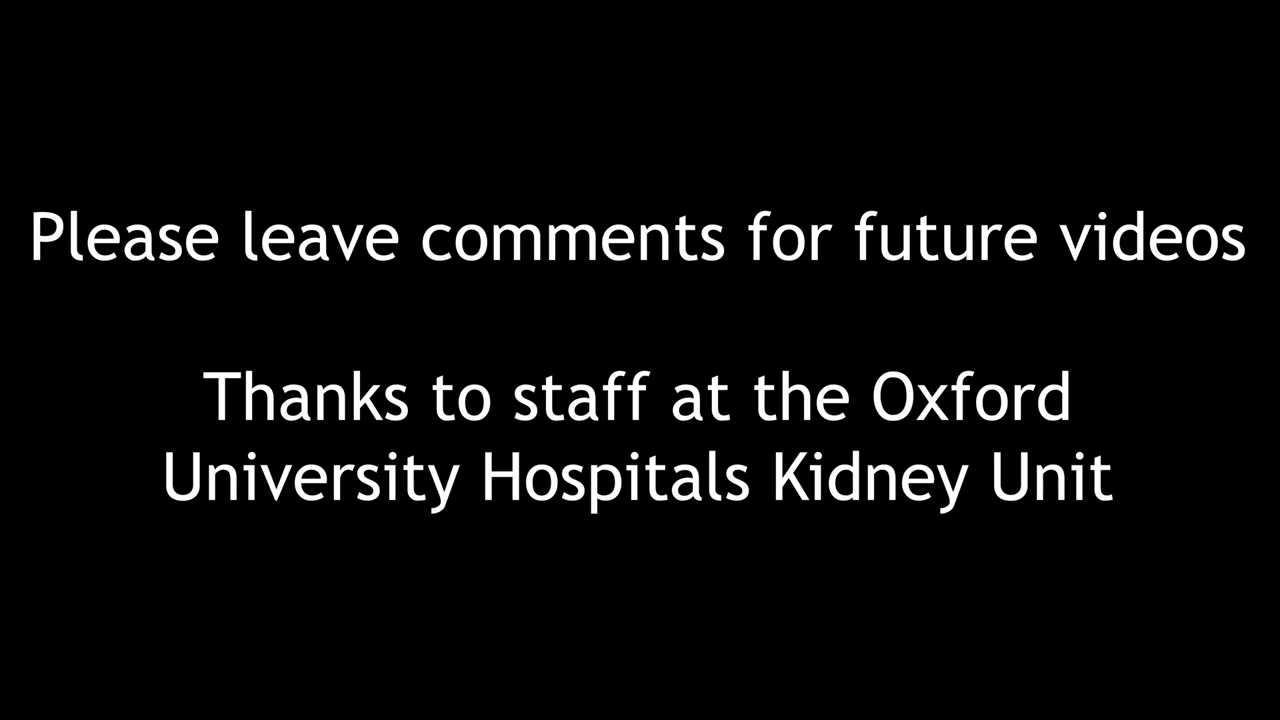 Please leave comments for future videos
Thanks to staff at the Oxford
University Hospitals Kidney Unit